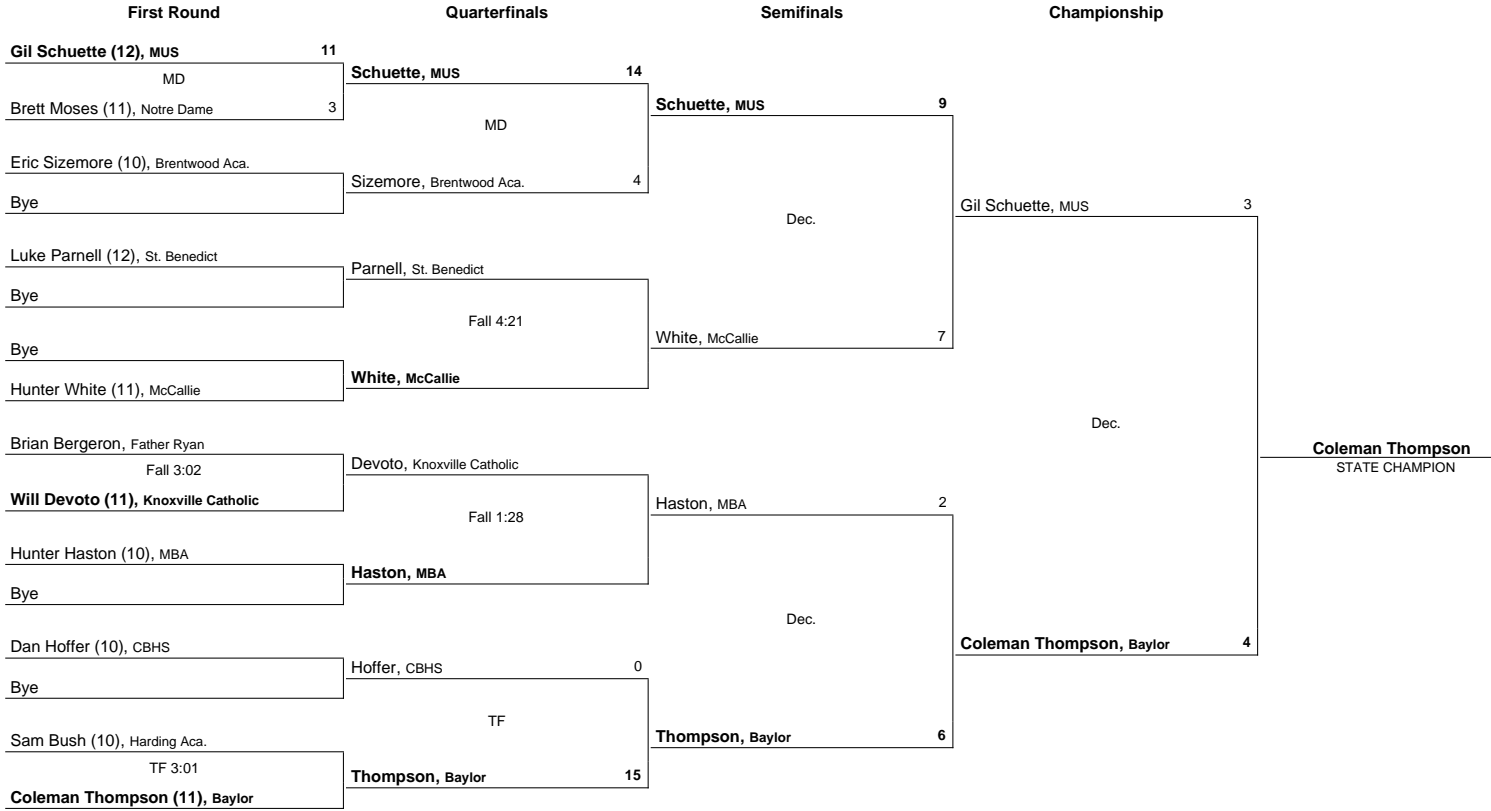 First Round Quarterfinals Semifinals Championship
Gil Schuette (12), MUS 11
MD
Brett Moses (11), Notre Dame 3
Eric Sizemore (10), Brentwood Aca.
Bye
Luke Parnell (12), St. Benedict
Bye
Bye
Hunter White (11), McCallie
Brian Bergeron, Father Ryan
Fall 3:02
Will Devoto (11), Knoxville Catholic
Hunter Haston (10), MBA
Bye
Dan Hoffer (10), CBHS
Bye
Sam Bush (10), Harding Aca.
TF 3:01
Coleman Thompson (11), Baylor
Schuette, MUS 14
MD
Sizemore, Brentwood Aca. 4
Parnell, St. Benedict
Fall 4:21
White, McCallie
Devoto, Knoxville Catholic
Fall 1:28
Haston, MBA
Hoffer, CBHS 0
TF
Thompson, Baylor 15
Schuette, MUS 9
Dec.
White, McCallie 7
Haston, MBA 2
Dec.
Thompson, Baylor 6
Gil Schuette, MUS 3
Dec.
Coleman Thompson, Baylor 4
Coleman Thompson
STATE CHAMPION